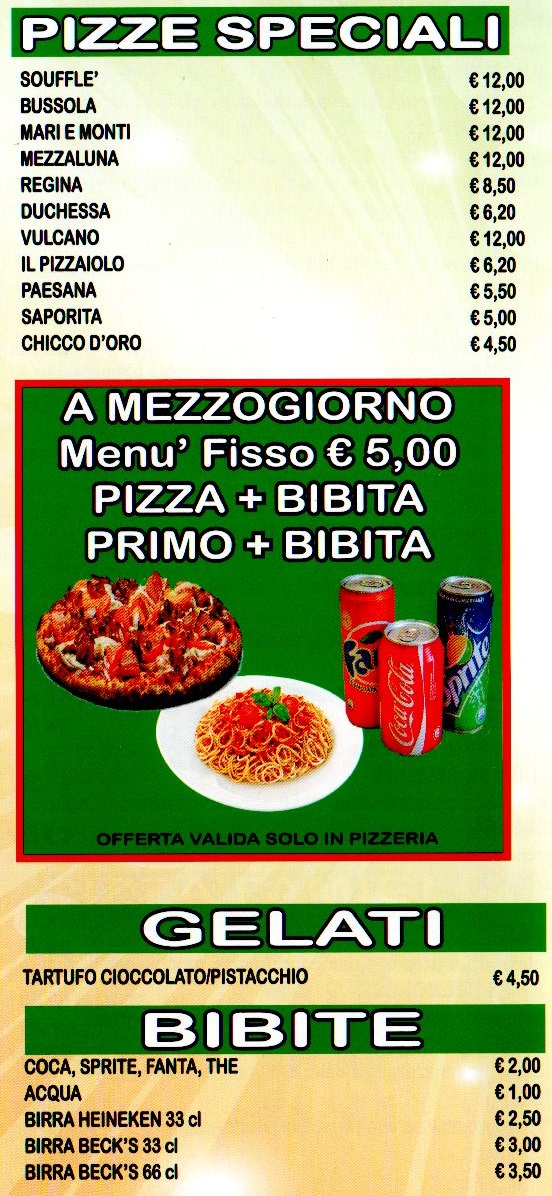 PIZZE SPECIALI
SOUFFLE' € 12,00
BUSSOLA € 12,00
MARI E MONTI € 12,00
MEZZALUNA € 12,00
REGINA € 8,50
DUCHESSA € 6,20
VULCANO € 12,00
IL PIZZAIOLO € 6,20
PAESANA € 5,50
SAPORITA € 5,00
CHICCO D'ORO € 4,50
A MEZZOGIORNO
Menu' Fisso € 5,00
PIZZA + BIBITA
PRIMO + BIBITA
Fa
Coca-Cola
Sprite
OFFERTA VALIDA SOLO IN PIZZERIA
GELATI
TARTUFO CIOCCOLATO/PISTACCHIO € 4,50
BIBITE
COCA, SPRITE, FANTA, THE € 2,00
ACQUA € 1,00
BIRRA HEINEKEN 33 cl € 2,50
BIRRA BECK'S 33 cl € 3,00
BIRRA BECK'S 66 cl € 3,50